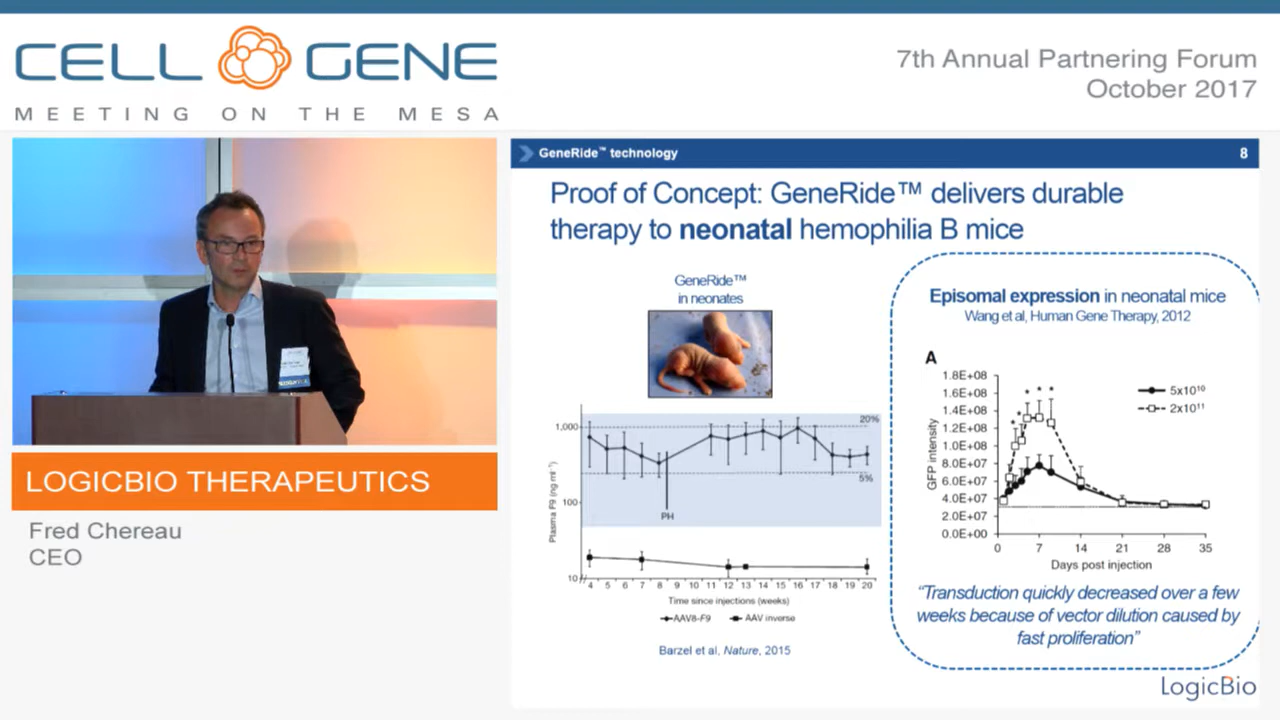 CELL GENE
MEETING ON THE MESA
7th Annual Partnering Forum
October 2017
LOGICBIO THERAPEUTICS
Fred Chereau
CEO
GeneRide™ technology
8
Proof of Concept: GeneRide™ delivers durable
therapy to neonatal hemophilia B mice
GeneRide™
in neonates
1,000
100
10
Plasma F9 (ng ml⁻¹)
20%
5%
PH
4 5 6 7 8 9 10 11 12 13 14 15 16 17 18 19 20
Time since injections (weeks)
AAV8-F9 AAV inverse
Barzel et al, Nature, 2015
Episomal expression in neonatal mice
Wang et al, Human Gene Therapy, 2012
A
1.8E+08
1.6E+08
1.4E+08
1.2E+08
1.0E+08
8.0E+07
6.0E+07
4.0E+07
2.0E+07
0.0E+00
GFP intensity
5x10¹⁰
2x10¹¹
* * * * *
0 7 14 21 28 35
Days post injection
“Transduction quickly decreased over a few
weeks because of vector dilution caused by
fast proliferation”
LogicBio